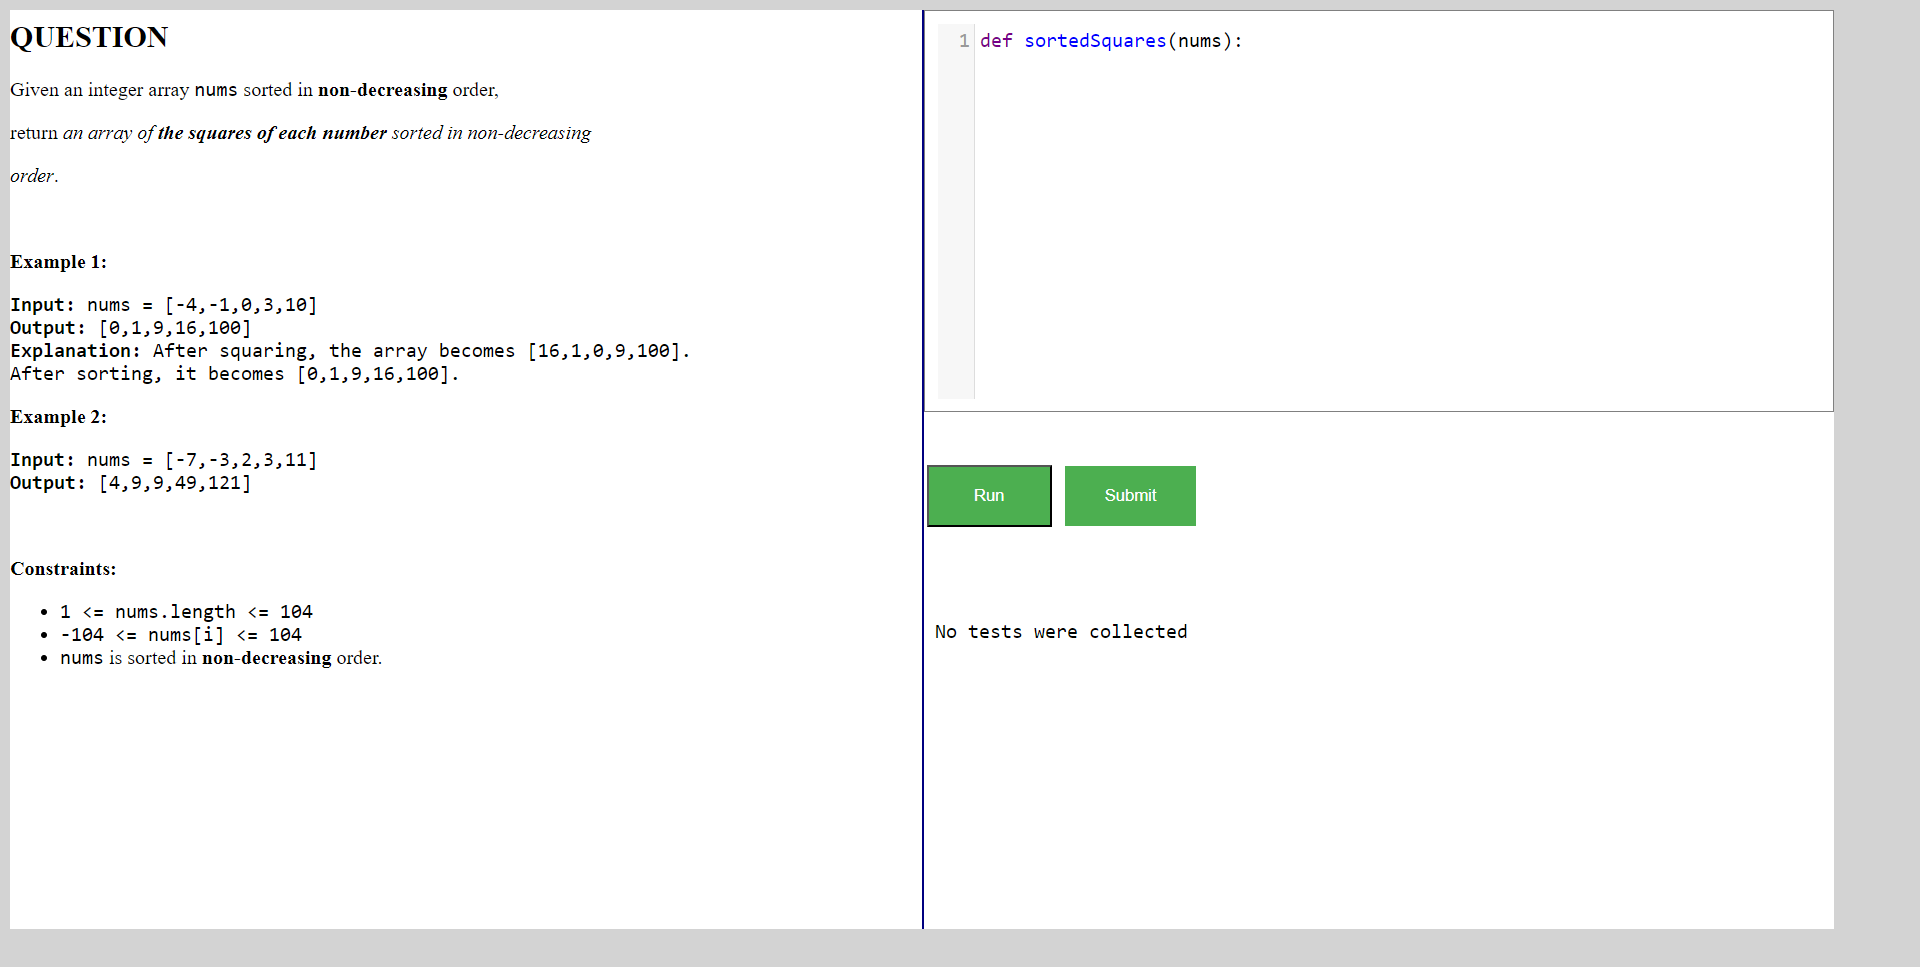 QUESTION
Given an integer array nums sorted in non-decreasing order,
return an array of the squares of each number sorted in non-decreasing
order.
Example 1:
Input: nums = [-4,-1,0,3,10]
Output: [0,1,9,16,100]
Explanation: After squaring, the array becomes [16,1,0,9,100].
After sorting, it becomes [0,1,9,16,100].
Example 2:
Input: nums = [-7,-3,2,3,11]
Output: [4,9,9,49,121]
Constraints:
• 1 <= nums.length <= 104
• -104 <= nums[i] <= 104
• nums is sorted in non-decreasing order.
1 def sortedSquares(nums):
Run Submit
No tests were collected